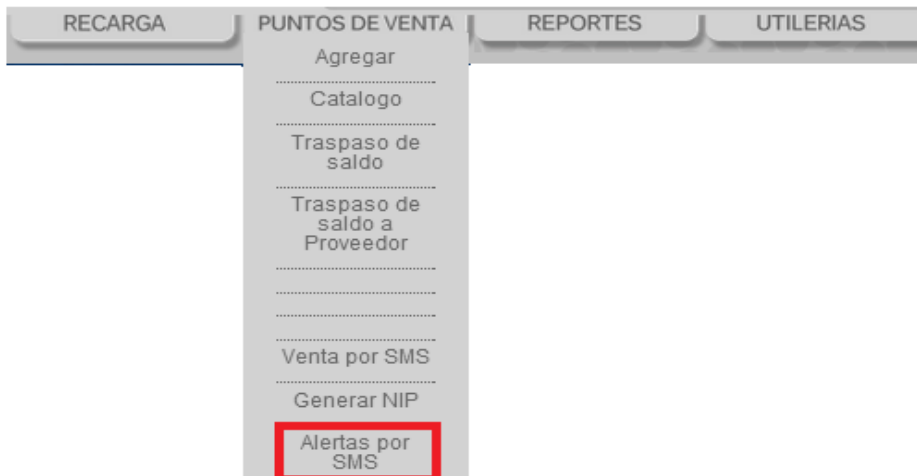 RECARGA
PUNTOS DE VENTA
REPORTES
UTILERIAS
Agregar
Catalogo
Traspaso de
saldo
Traspaso de
saldo a
Proveedor
Venta por SMS
Generar NIP
Alertas por
SMS